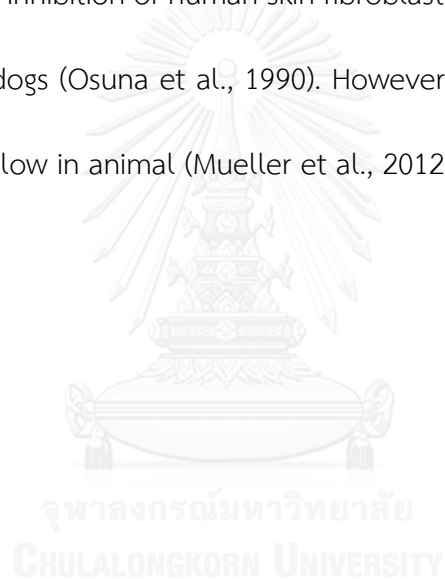 inhibition of human skin fibroblast
dogs (Osuna et al., 1990). However
low in animal (Mueller et al., 2012
จุฬาลงกรณ์มหาวิทยาลัย
CHULALONGKORN UNIVERSITY